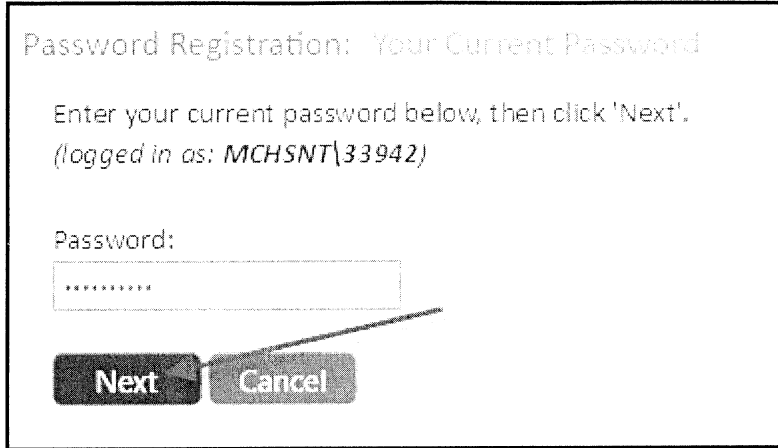 Password Registration: Your Current Password
Enter your current password below, then click 'Next'.
(logged in as: MCHSNT\33942)
Password:
••••••••••
Next Cancel